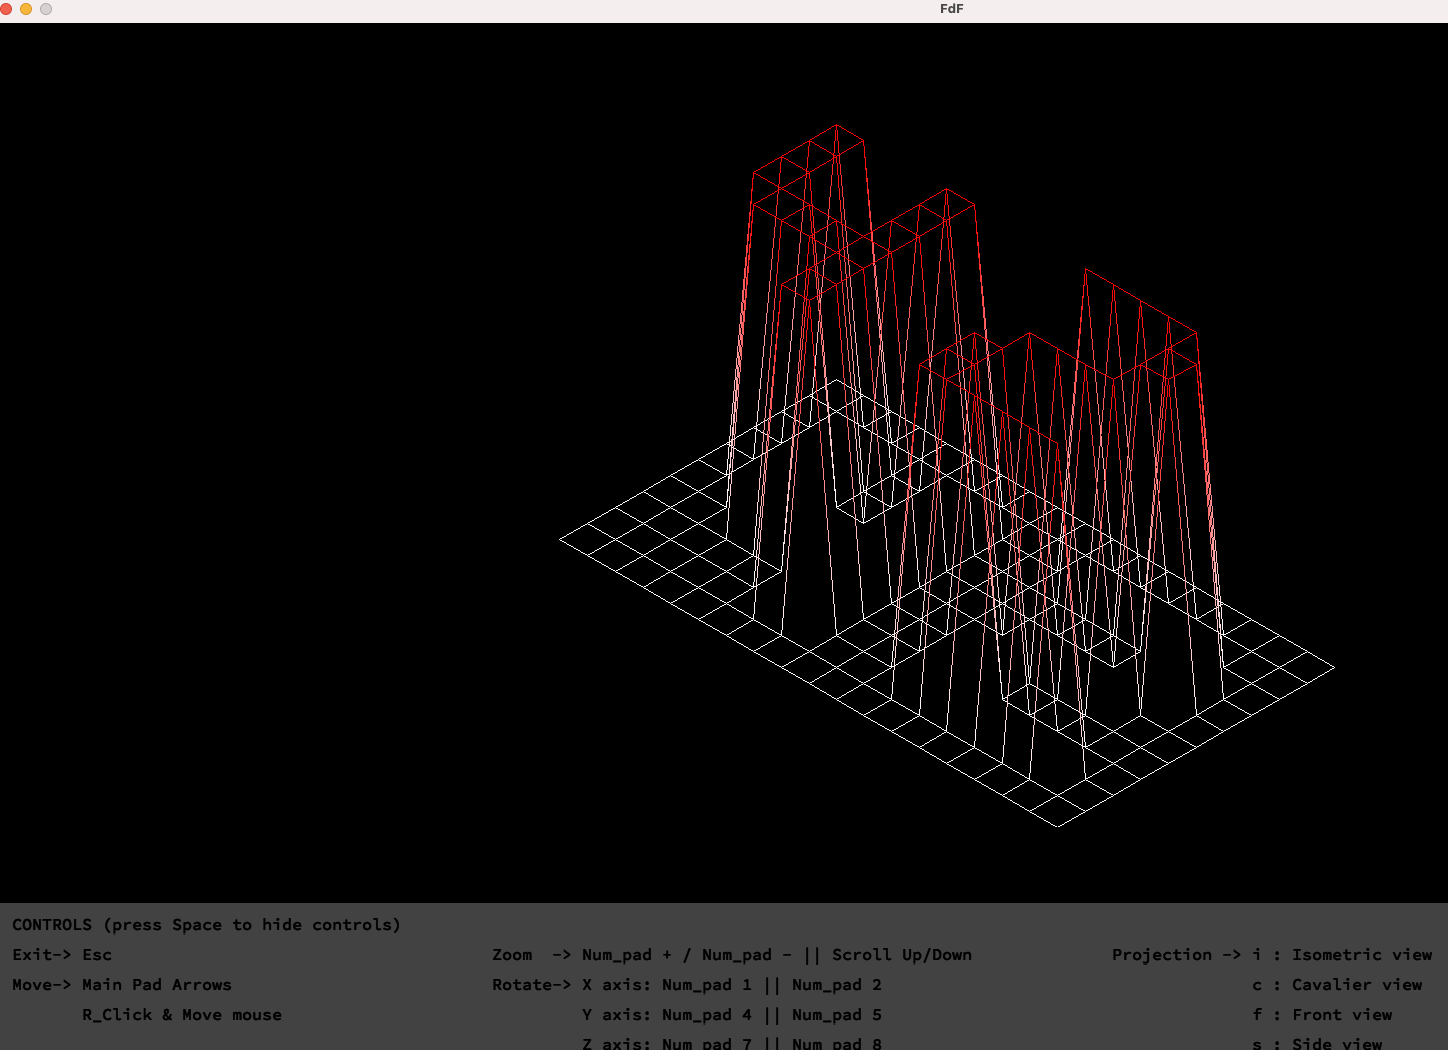 FdF
CONTROLS (press Space to hide controls)
Exit-> Esc Zoom -> Num_pad + / Num_pad - || Scroll Up/Down Projection -> i : Isometric view
Move-> Main Pad Arrows Rotate-> X axis: Num_pad 1 || Num_pad 2 c : Cavalier view
R_Click & Move mouse Y axis: Num_pad 4 || Num_pad 5 f : Front view
Z axis: Num_pad 7 || Num_pad 8 s : Side view